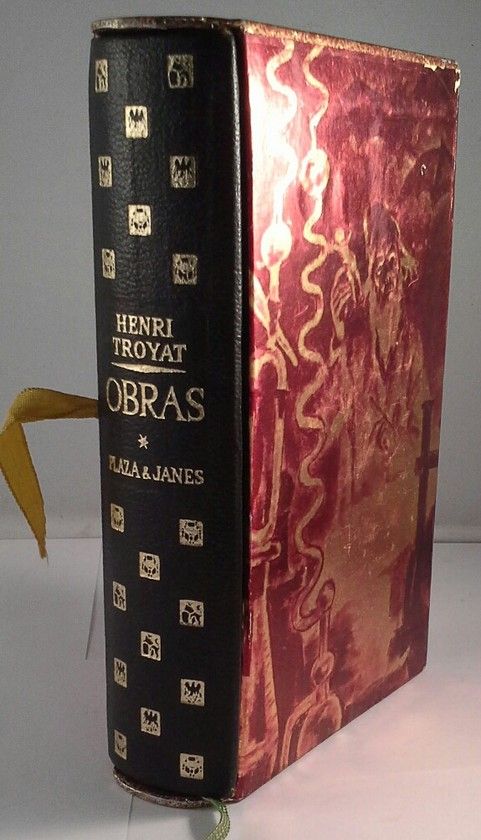 HENRI
TROYAT
OBRAS
PLAZA & JANES